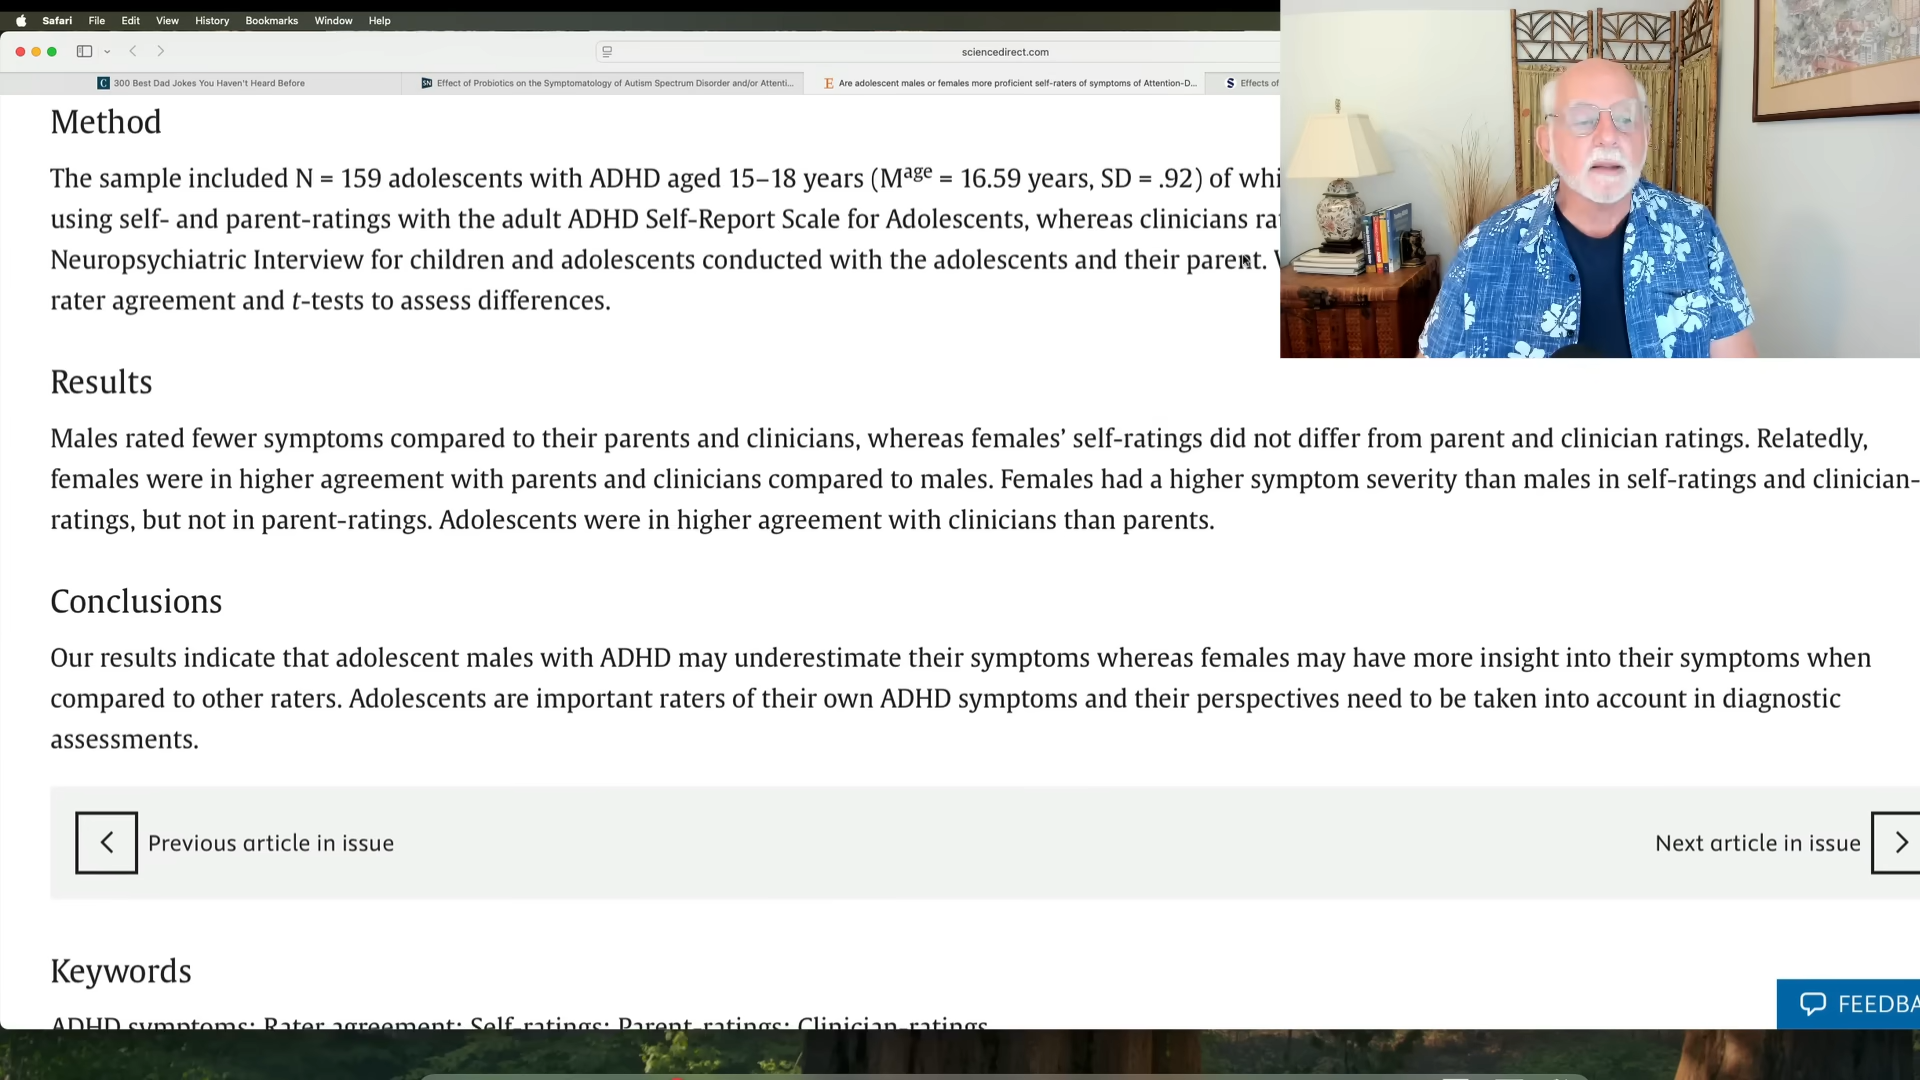 Safari File Edit View History Bookmarks Window Help
sciencedirect.com
300 Best Dad Jokes You Haven't Heard Before
Effect of Probiotics on the Symptomatology of Autism Spectrum Disorder and/or Attenti...
Are adolescent males or females more proficient self-raters of symptoms of Attention-D...
Effects of
Method
The sample included N = 159 adolescents with ADHD aged 15–18 years (Mage = 16.59 years, SD = .92) of whi
using self- and parent-ratings with the adult ADHD Self-Report Scale for Adolescents, whereas clinicians ra
Neuropsychiatric Interview for children and adolescents conducted with the adolescents and their parent.
rater agreement and t-tests to assess differences.
Results
Males rated fewer symptoms compared to their parents and clinicians, whereas females’ self-ratings did not differ from parent and clinician ratings. Relatedly,
females were in higher agreement with parents and clinicians compared to males. Females had a higher symptom severity than males in self-ratings and clinician-
ratings, but not in parent-ratings. Adolescents were in higher agreement with clinicians than parents.
Conclusions
Our results indicate that adolescent males with ADHD may underestimate their symptoms whereas females may have more insight into their symptoms when
compared to other raters. Adolescents are important raters of their own ADHD symptoms and their perspectives need to be taken into account in diagnostic
assessments.
Previous article in issue
Next article in issue
Keywords
FEEDBA
ADHD symptoms; Rater agreement; Self-ratings; Parent-ratings; Clinician-ratings